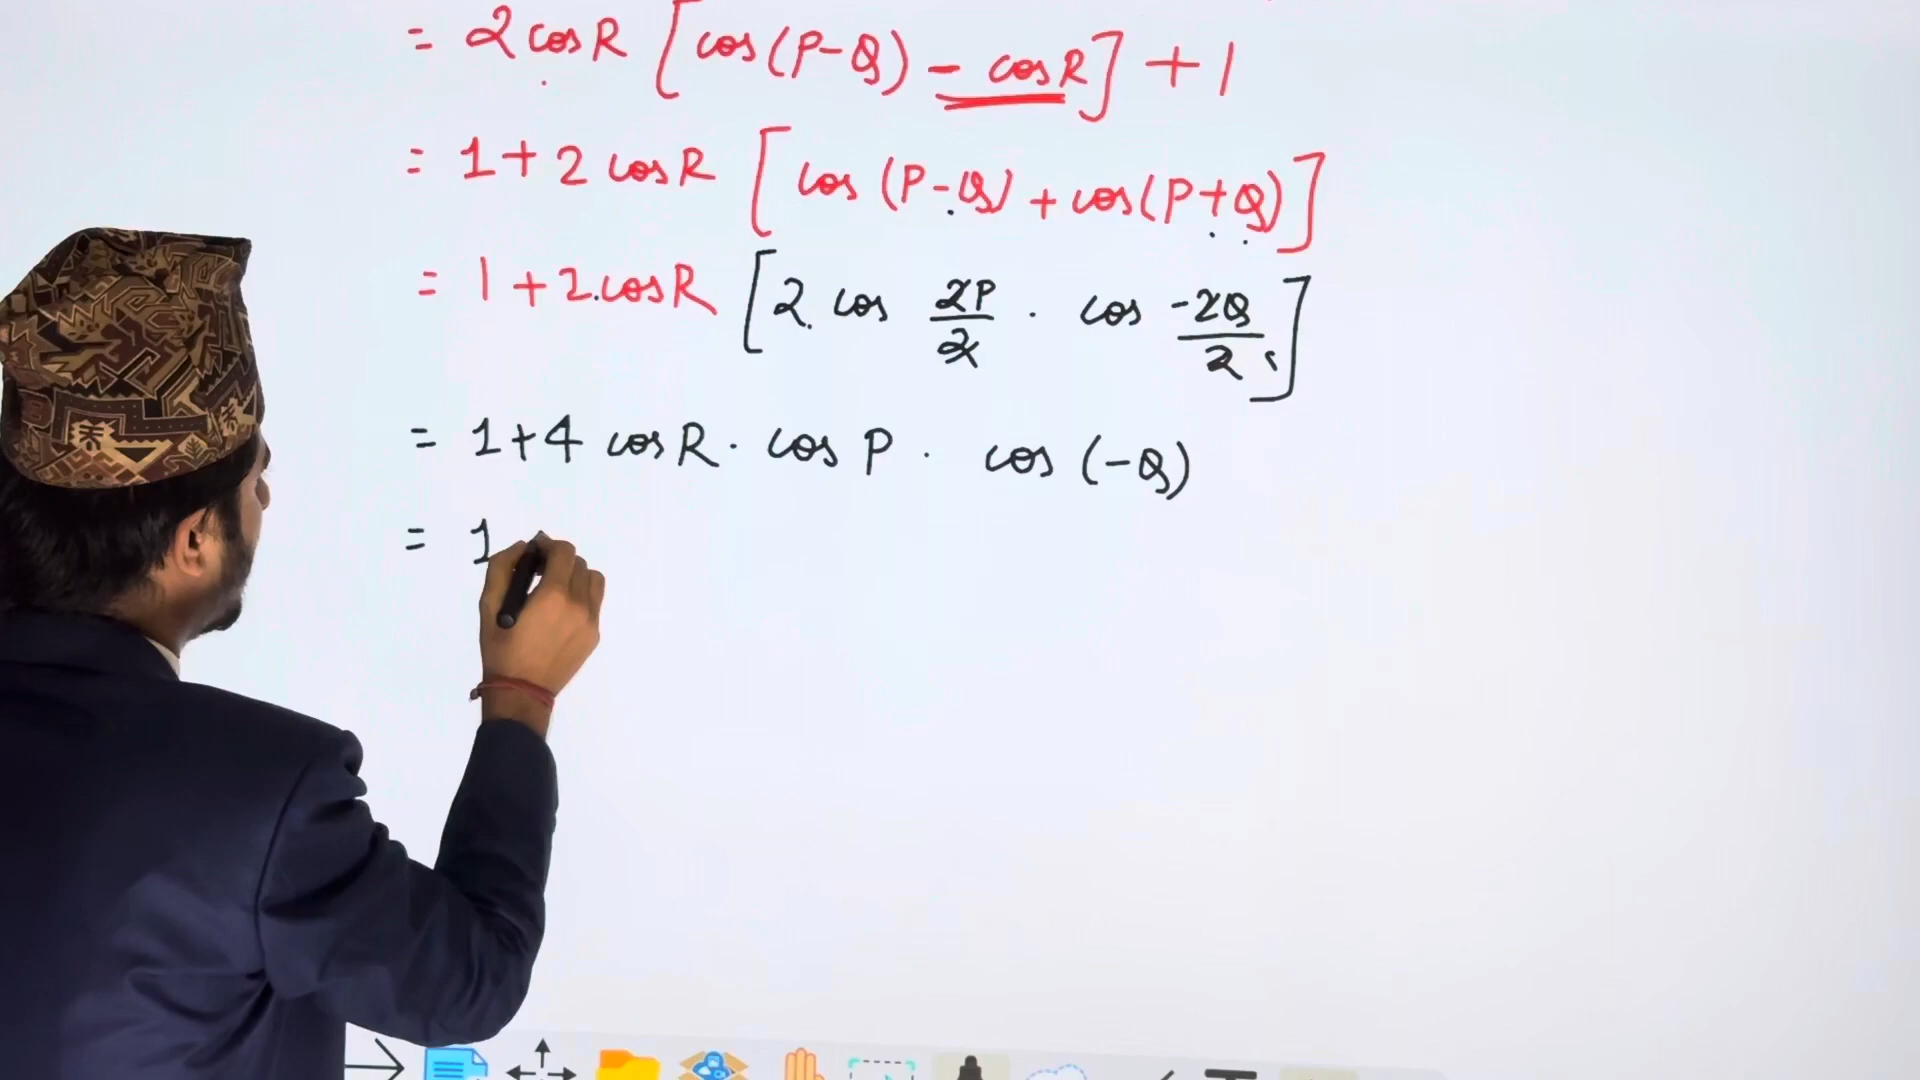 = 2 cos R [cos(P-Q) - cos R] + 1
= 1 + 2 cos R [cos (P-Q) + cos(P+Q)]
= 1 + 2.cos R [2. cos 2P/2 . cos -2Q/2]
= 1+4 cos R . cos P . cos (-Q)
= 1